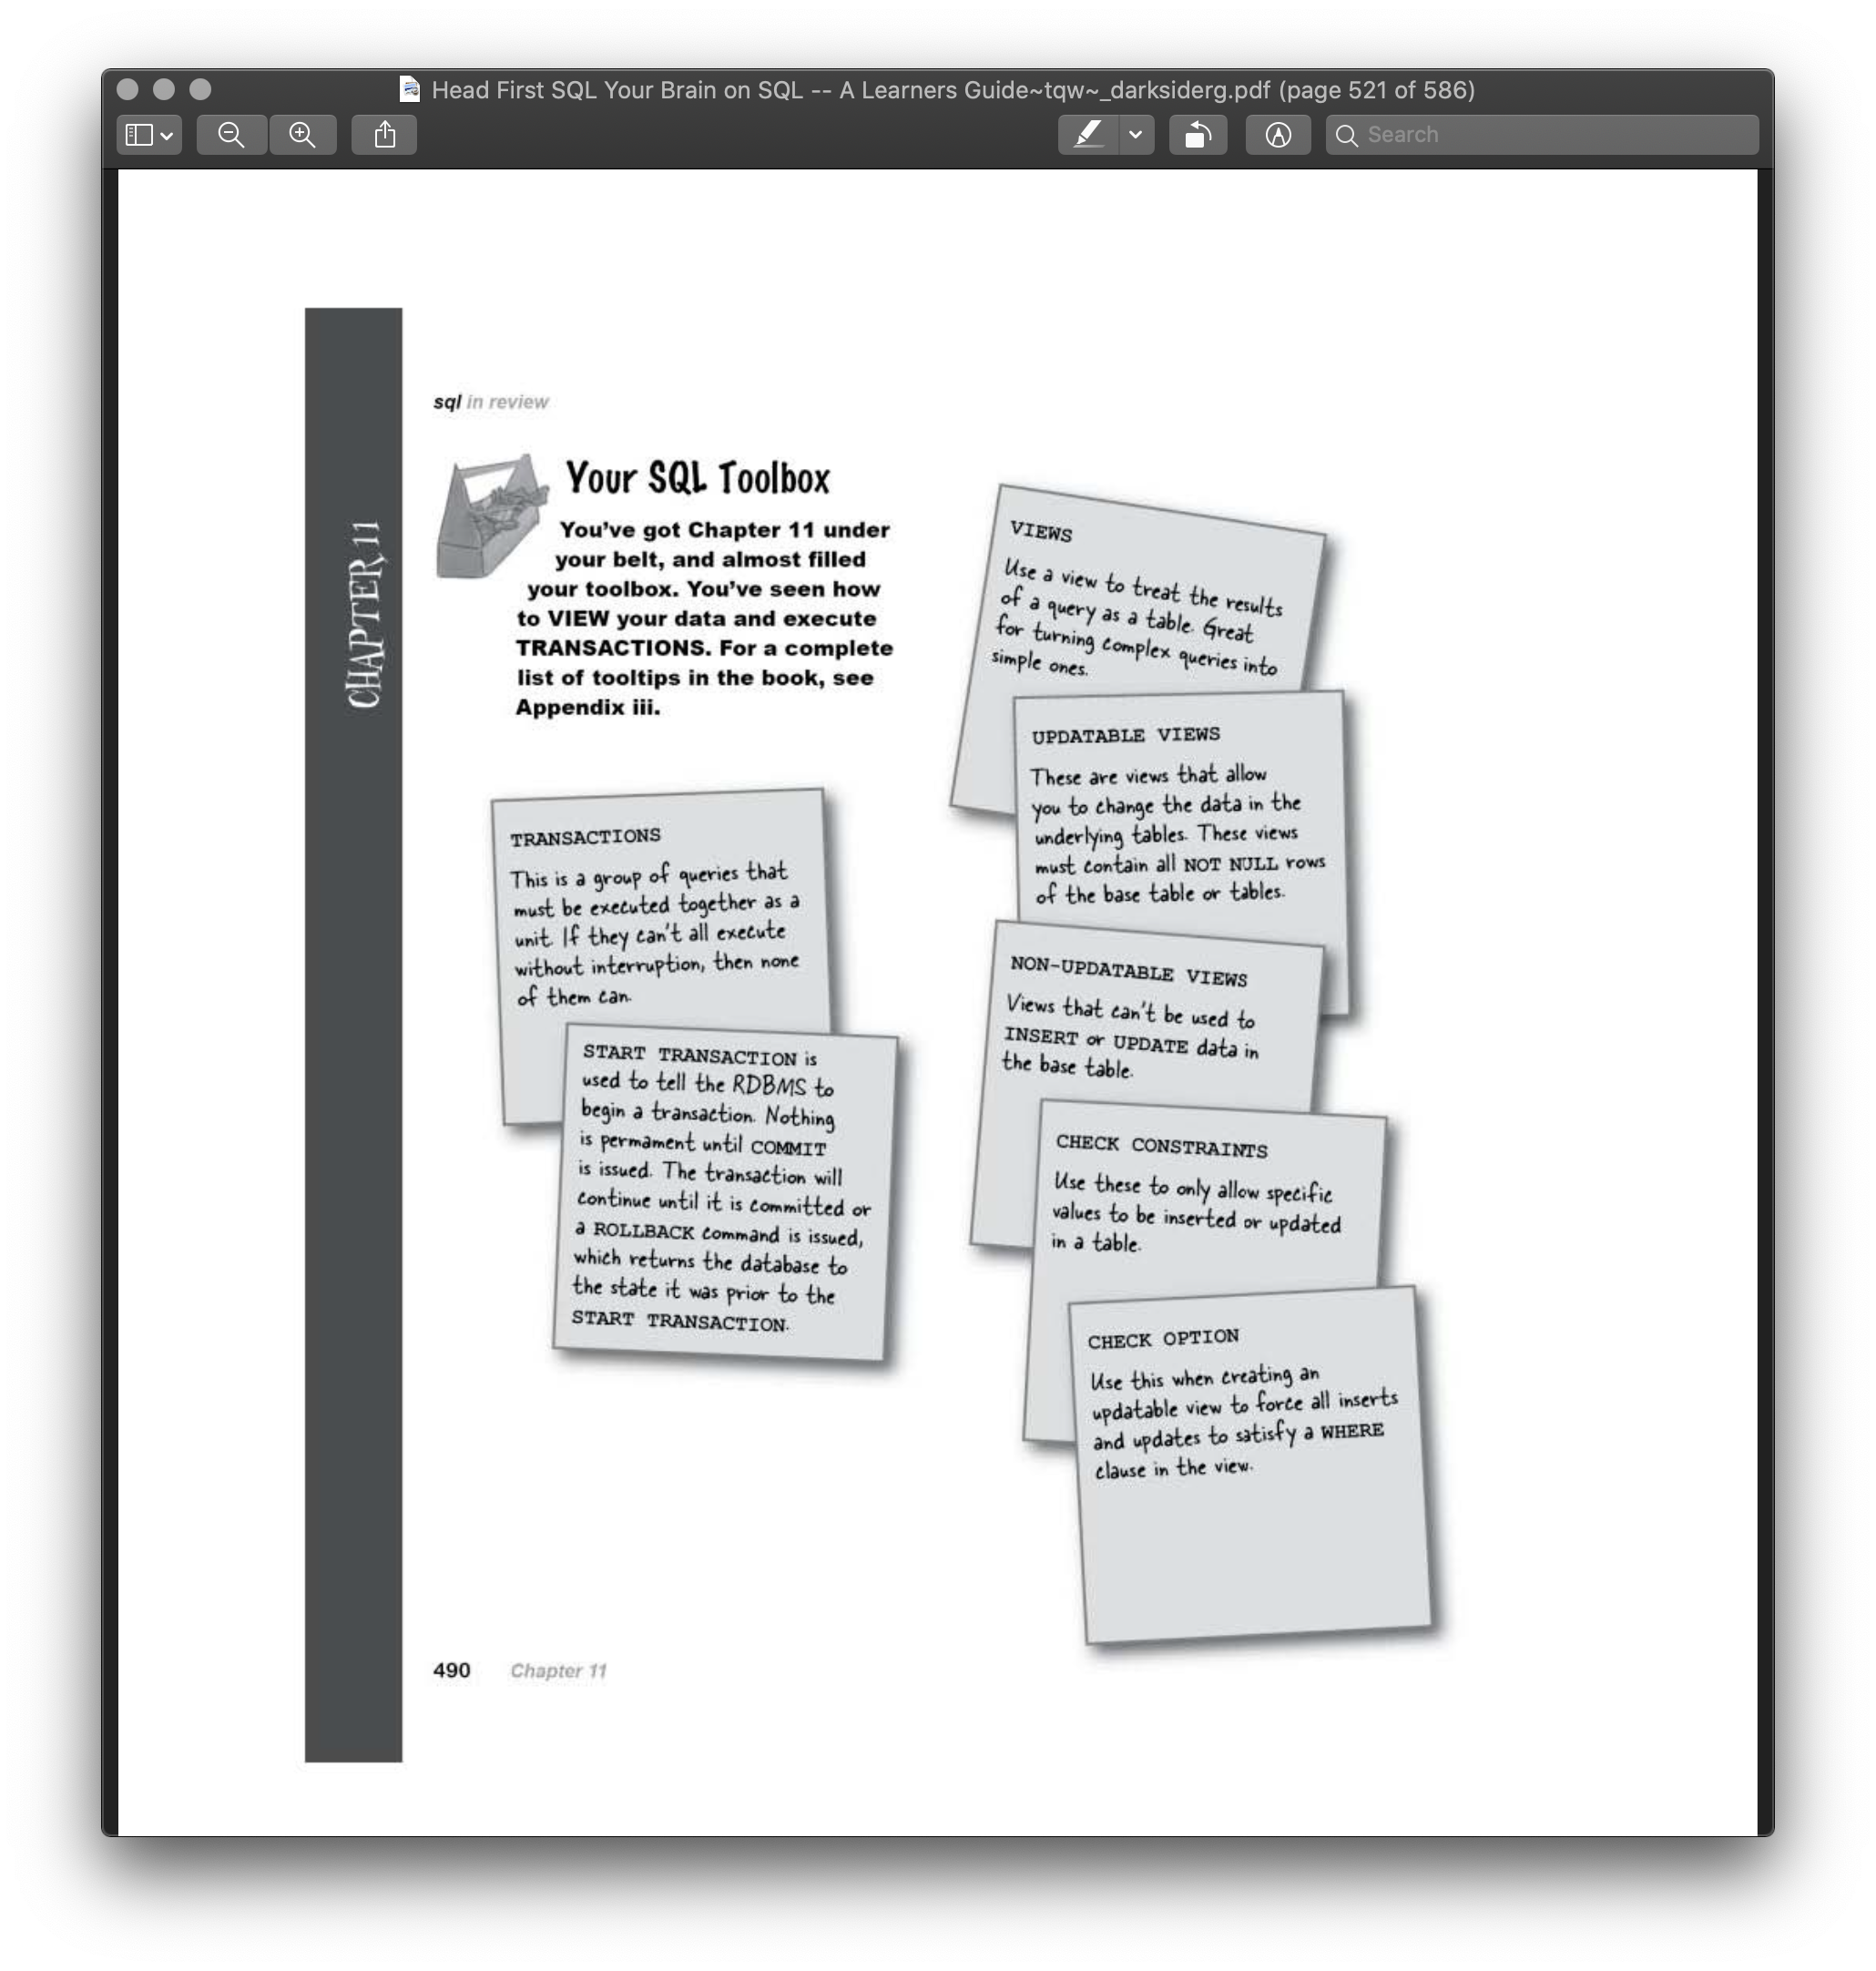 Head First SQL Your Brain on SQL -- A Learners Guide~tqw~_darksiderg.pdf (page 521 of 586)
Search
CHAPTER 11
sql in review
Your SQL Toolbox
You've got Chapter 11 under
your belt, and almost filled
your toolbox. You've seen how
to VIEW your data and execute
TRANSACTIONS. For a complete
list of tooltips in the book, see
Appendix iii.
TRANSACTIONS
This is a group of queries that
must be executed together as a
unit. If they can't all execute
without interruption, then none
of them can.
START TRANSACTION is
used to tell the RDBMS to
begin a transaction. Nothing
is permament until COMMIT
is issued. The transaction will
continue until it is committed or
a ROLLBACK command is issued,
which returns the database to
the state it was prior to the
START TRANSACTION.
VIEWS
Use a view to treat the results
of a query as a table. Great
for turning complex queries into
simple ones.
UPDATABLE VIEWS
These are views that allow
you to change the data in the
underlying tables. These views
must contain all NOT NULL rows
of the base table or tables.
NON-UPDATABLE VIEWS
Views that can't be used to
INSERT or UPDATE data in
the base table.
CHECK CONSTRAINTS
Use these to only allow specific
values to be inserted or updated
in a table.
CHECK OPTION
Use this when creating an
updatable view to force all inserts
and updates to satisfy a WHERE
clause in the view.
490 Chapter 11